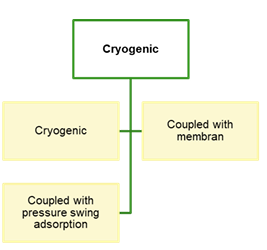 Cryogenic
Cryogenic
Coupled with
membran
Coupled with
pressure swing
adsorption